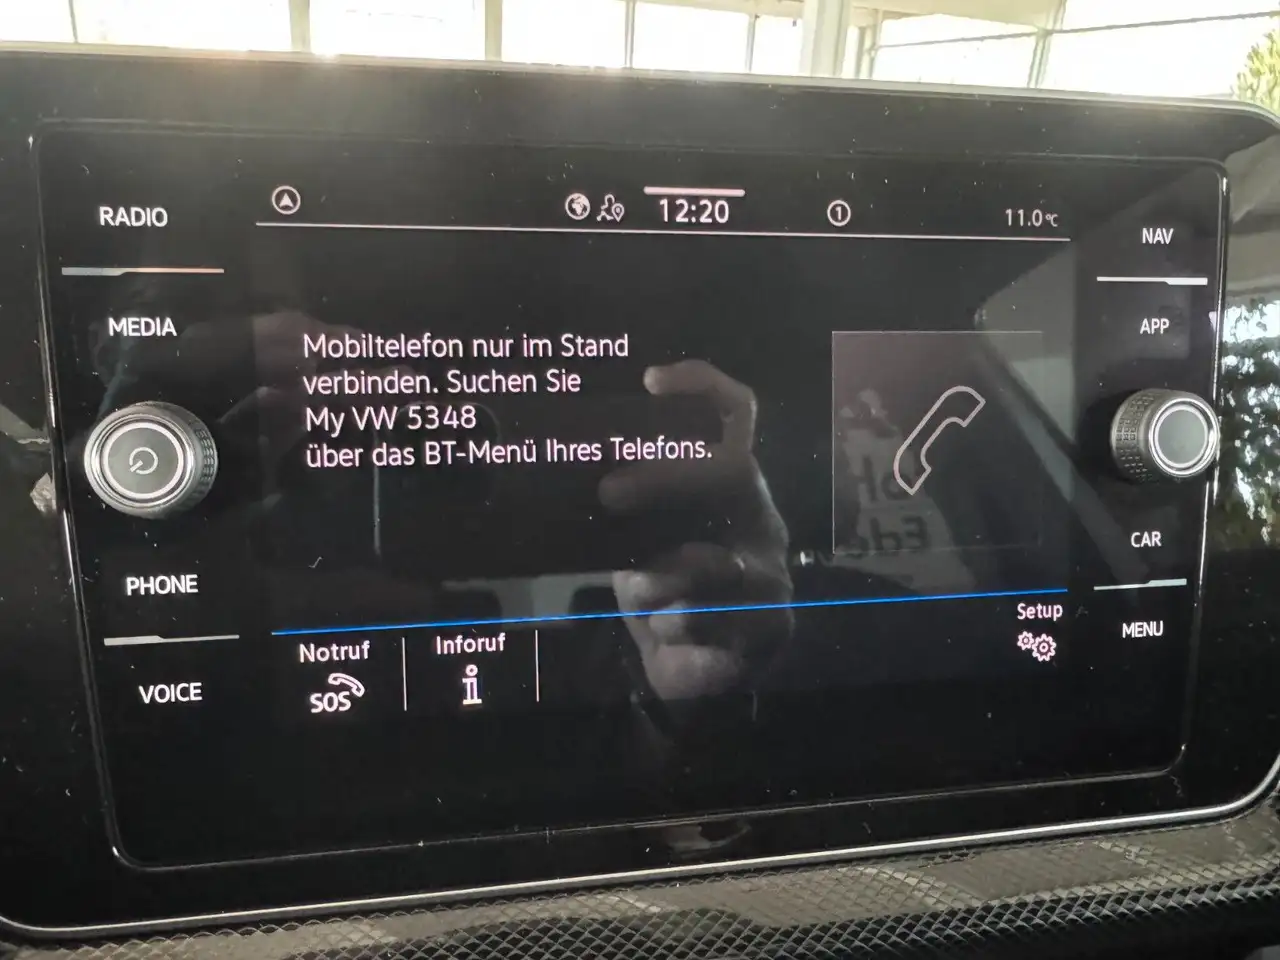 RADIO
MEDIA
PHONE
VOICE
12:20
1
11.0°C
Mobiltelefon nur im Stand
verbinden. Suchen Sie
My VW 5348
über das BT-Menü Ihres Telefons.
Notruf
SOS
Inforuf
i
Setup
NAV
APP
CAR
MENU